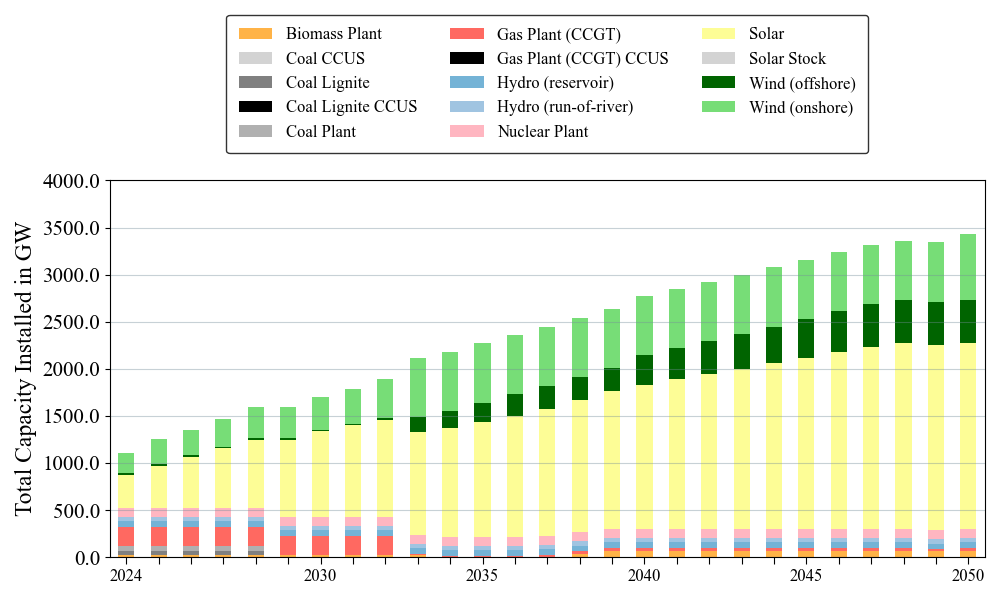 Biomass Plant
Coal CCUS
Coal Lignite
Coal Lignite CCUS
Coal Plant
Gas Plant (CCGT)
Gas Plant (CCGT) CCUS
Hydro (reservoir)
Hydro (run-of-river)
Nuclear Plant
Solar
Solar Stock
Wind (offshore)
Wind (onshore)
Total Capacity Installed in GW
4000.0
3500.0
3000.0
2500.0
2000.0
1500.0
1000.0
500.0
0.0
2024 2030 2035 2040 2045 2050